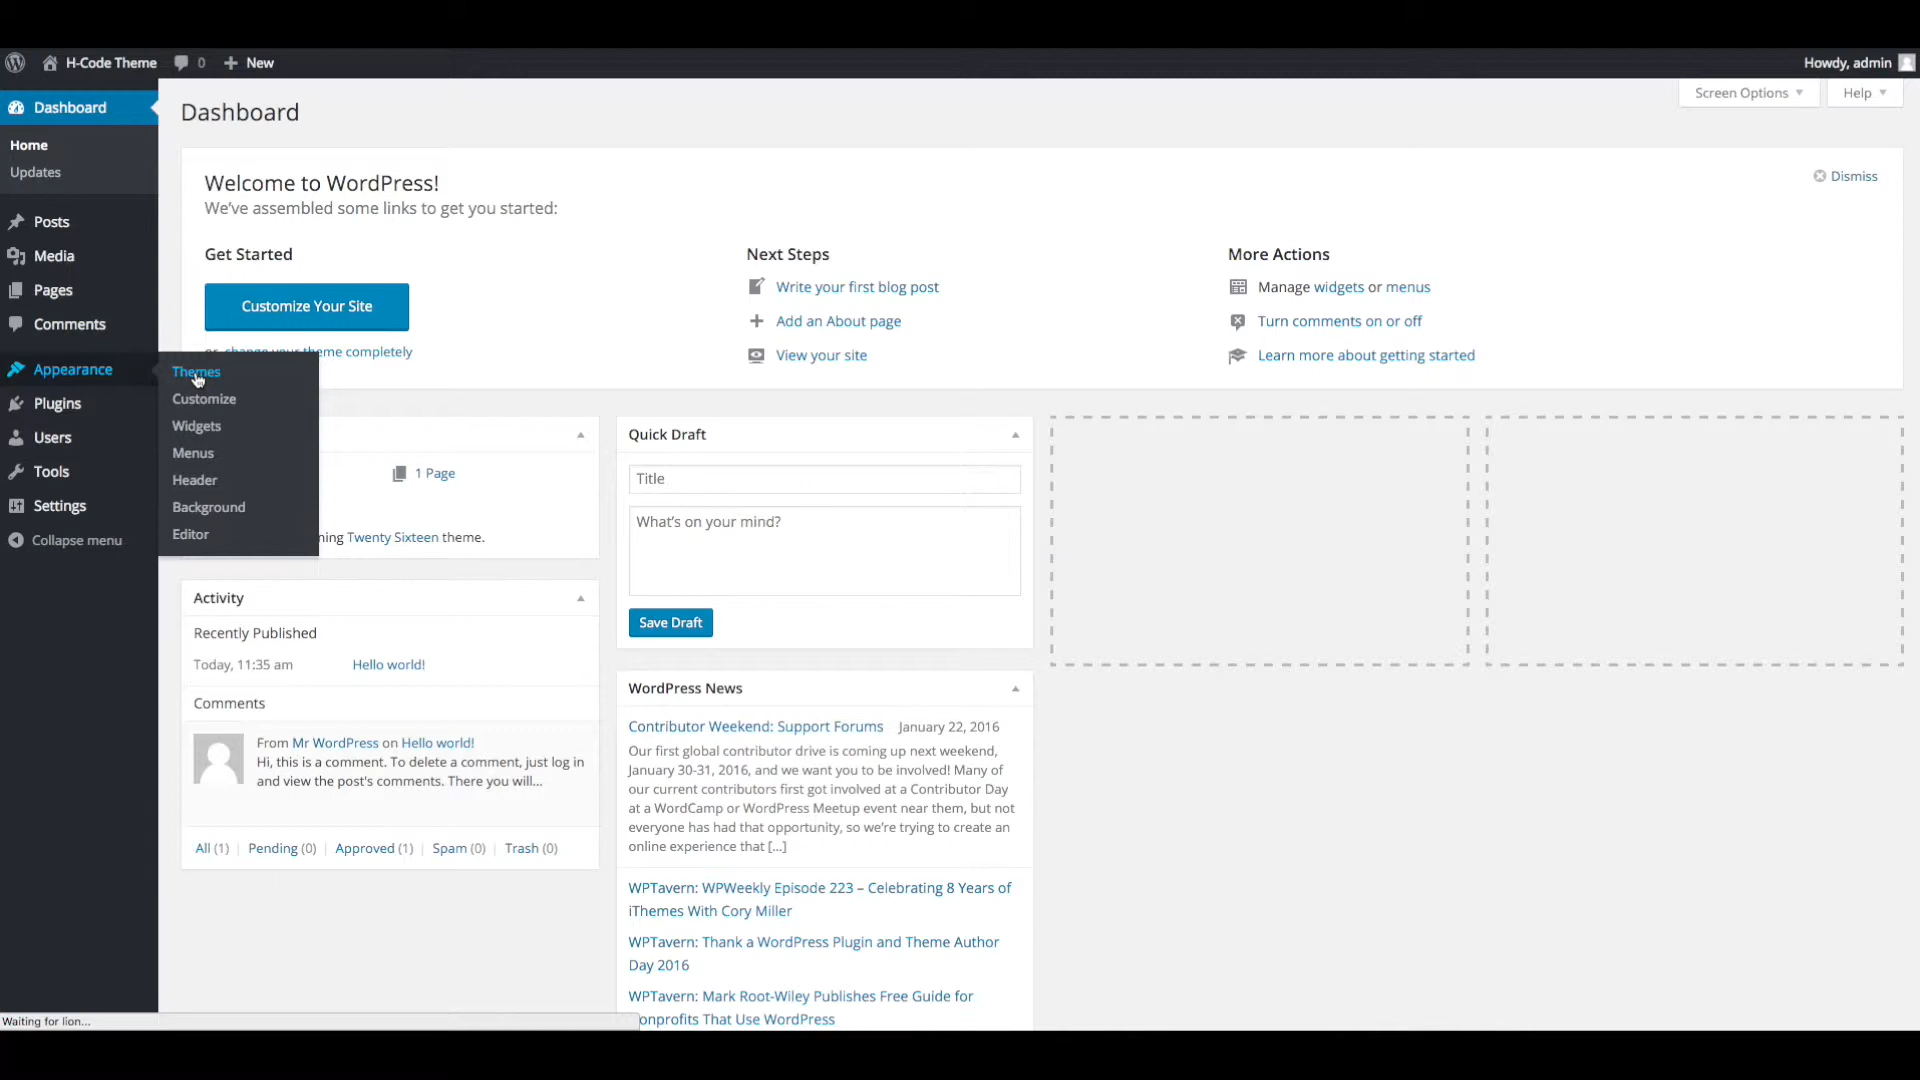 H-Code Theme 0 New
Howdy, admin
Dashboard
Home
Updates
Posts
Media
Pages
Comments
Appearance
Plugins
Users
Tools
Settings
Collapse menu
Themes
Customize
Widgets
Menus
Header
Background
Editor
Dashboard
Screen Options
Help
Welcome to WordPress!
We've assembled some links to get you started:
Dismiss
Get Started
Customize Your Site
change your theme completely
Next Steps
Write your first blog post
Add an About page
View your site
More Actions
Manage widgets or menus
Turn comments on or off
Learn more about getting started
1 Page
ning Twenty Sixteen theme.
Activity
Recently Published
Today, 11:35 am Hello world!
Comments
From Mr WordPress on Hello world!
Hi, this is a comment. To delete a comment, just log in
and view the post's comments. There you will...
All (1) | Pending (0) | Approved (1) | Spam (0) | Trash (0)
Quick Draft
Title
What's on your mind?
Save Draft
WordPress News
Contributor Weekend: Support Forums January 22, 2016
Our first global contributor drive is coming up next weekend,
January 30-31, 2016, and we want you to be involved! Many of
our current contributors first got involved at a Contributor Day
at a WordCamp or WordPress Meetup event near them, but not
everyone has had that opportunity, so we're trying to create an
online experience that [...]
WPTavern: WPWeekly Episode 223 – Celebrating 8 Years of
iThemes With Cory Miller
WPTavern: Thank a WordPress Plugin and Theme Author
Day 2016
WPTavern: Mark Root-Wiley Publishes Free Guide for
onprofits That Use WordPress
Waiting for lion...